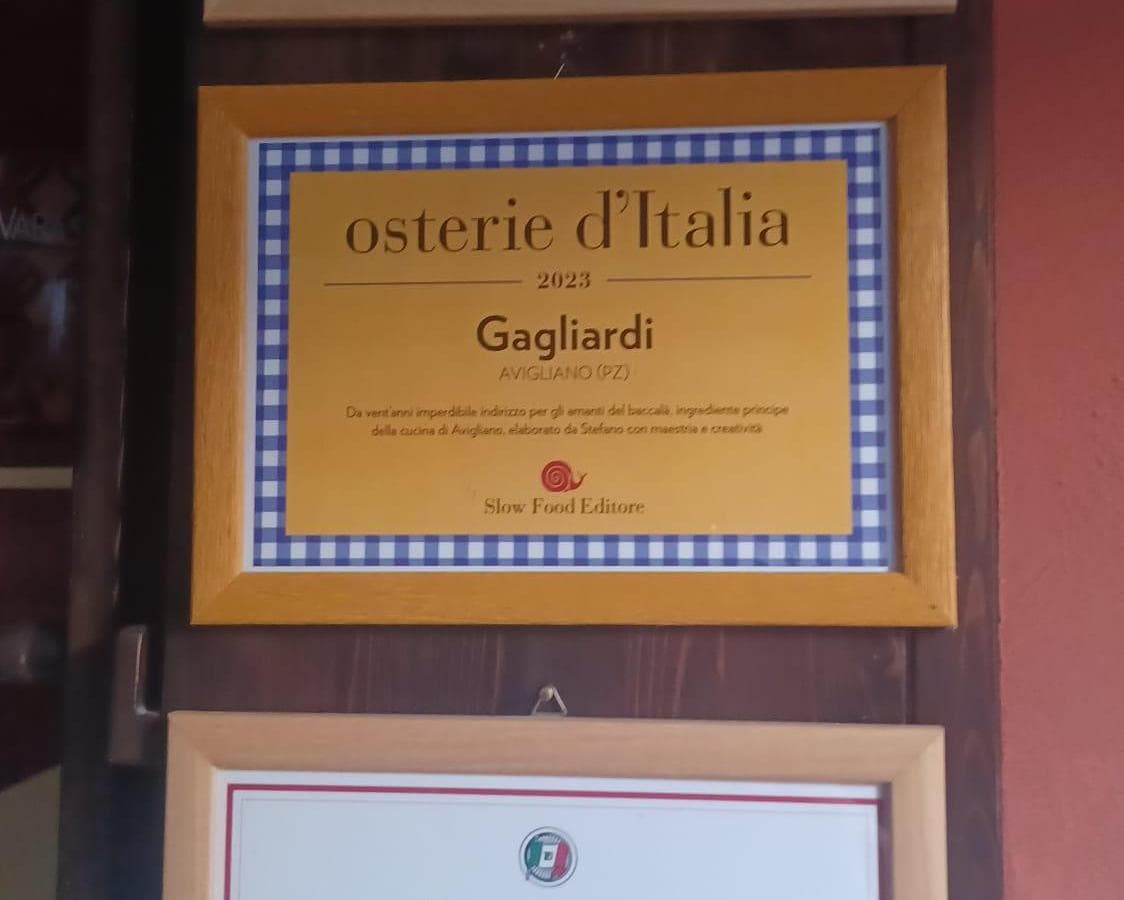 osterie d'Italia
2023
Gagliardi
AVIGLIANO (PZ)
Da vent'anni imperdibile indirizzo per gli amanti del baccalà, ingrediente principe
della cucina di Avigliano, elaborato da Stefano con maestria e creatività
Slow Food Editore